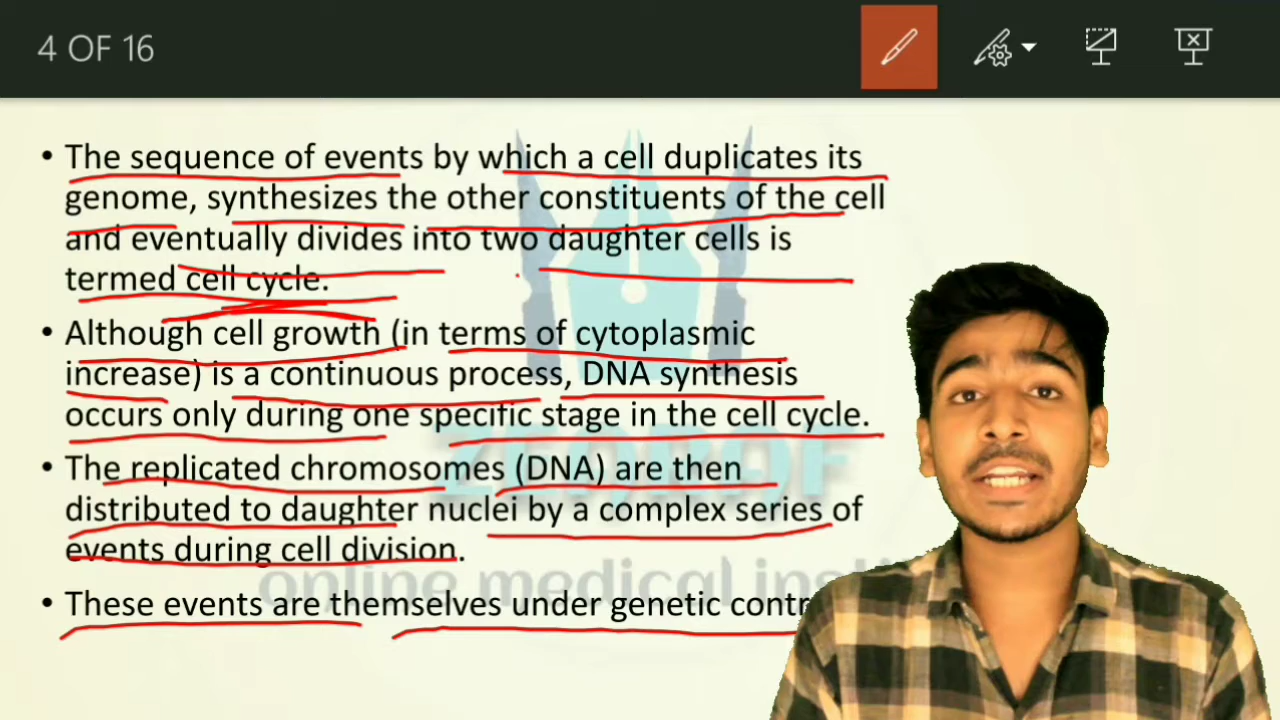 4 OF 16
• The sequence of events by which a cell duplicates its
genome, synthesizes the other constituents of the cell
and eventually divides into two daughter cells is
termed cell cycle.
• Although cell growth (in terms of cytoplasmic
increase) is a continuous process, DNA synthesis
occurs only during one specific stage in the cell cycle.
• The replicated chromosomes (DNA) are then
distributed to daughter nuclei by a complex series of
events during cell division.
• These events are themselves under genetic contr
online medical insti